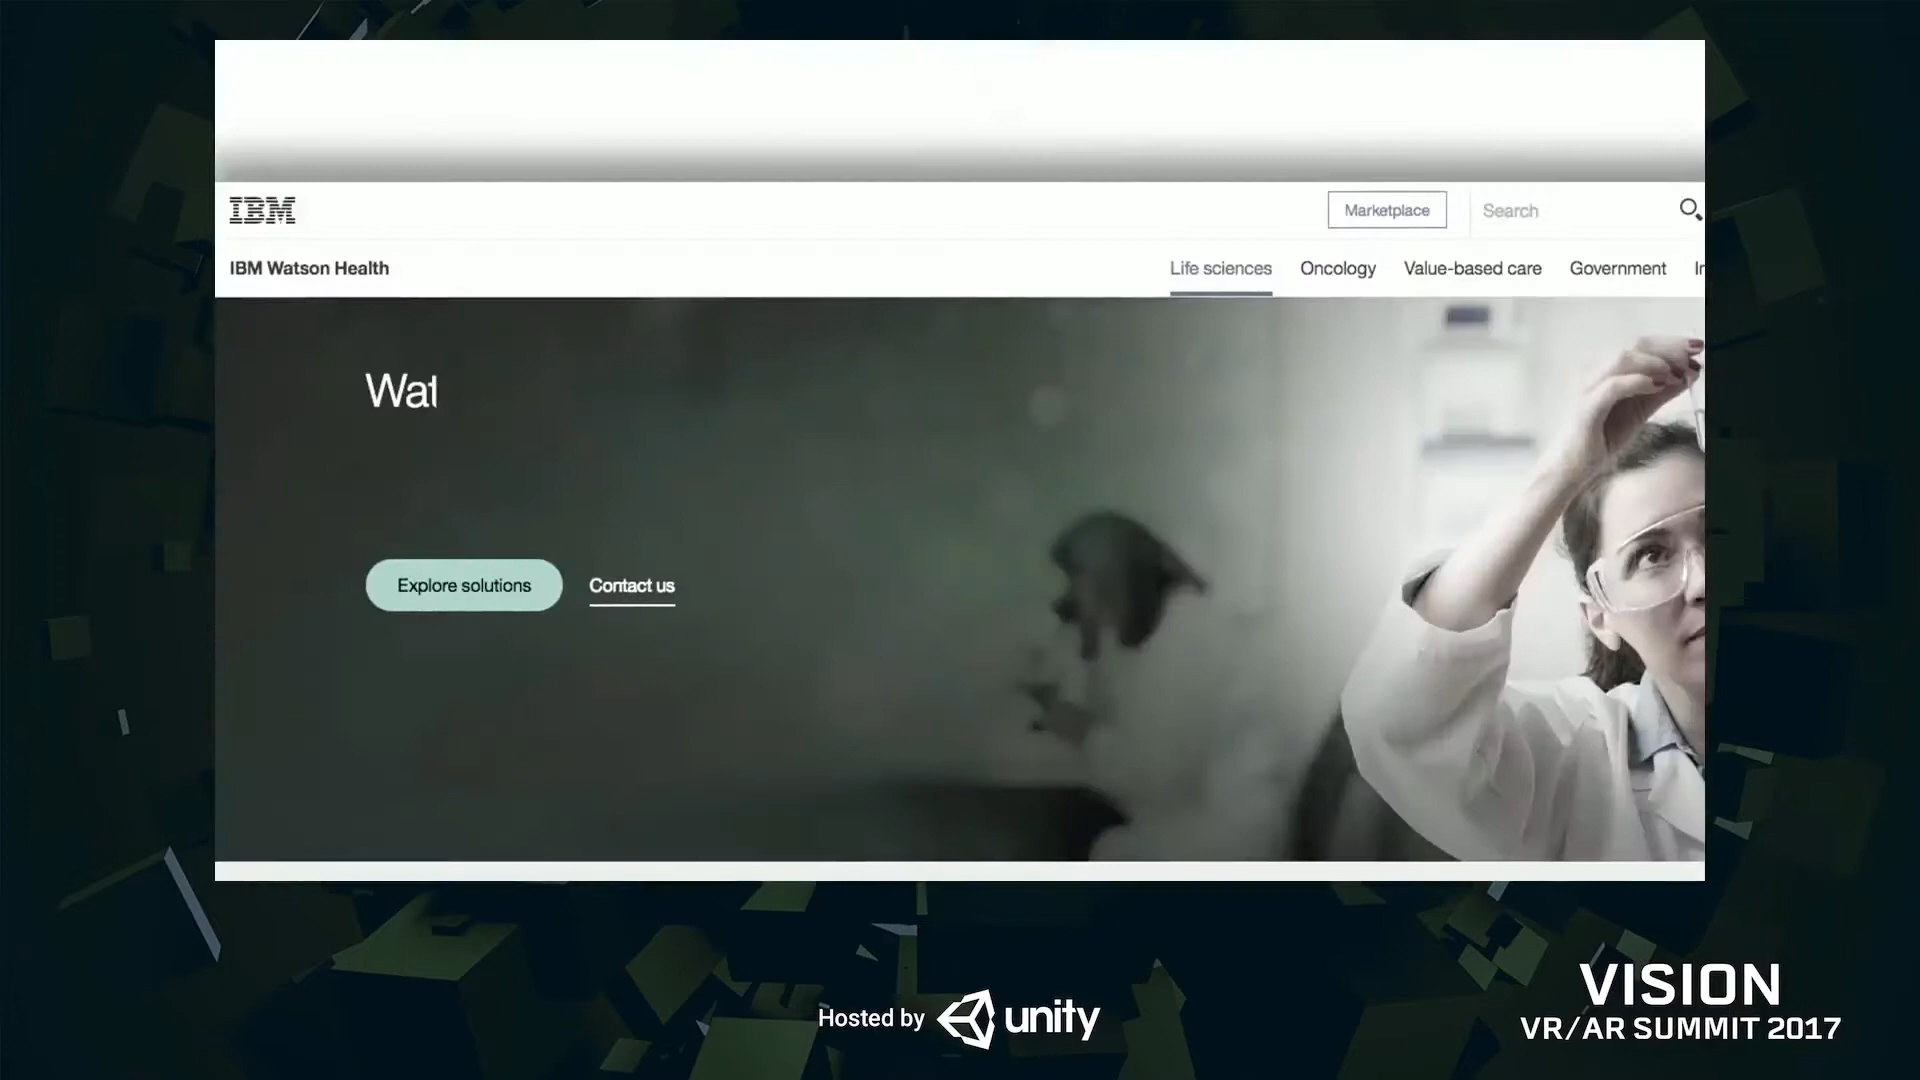 IBM
Marketplace
Search
IBM Watson Health
Life sciences
Oncology
Value-based care
Government
Wat
Explore solutions
Contact us
Hosted by unity
VISION
VR/AR SUMMIT 2017